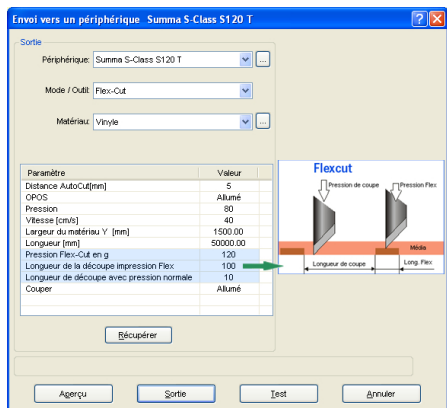 Envoi vers un périphérique Summa S-Class S120 T
Sortie
Périphérique: Summa S-Class S120 T ...
Mode / Outil: Flex-Cut
Matériau: Vinyle ...
Paramètre Valeur
Distance AutoCut[mm] 5
OPOS Allumé
Pression 80
Vitesse [cm/s] 40
Largeur du matériau Y [mm] 1500.00
Longueur [mm] 50000.00
Pression Flex-Cut en g 120
Longueur de la découpe impression Flex 100
Longueur de découpe avec pression normale 10
Couper Allumé
Flexcut
Pression de coupe Pression Flex
Média
Longueur de coupe Long. Flex
Récupérer
Aperçu Sortie Test Annuler